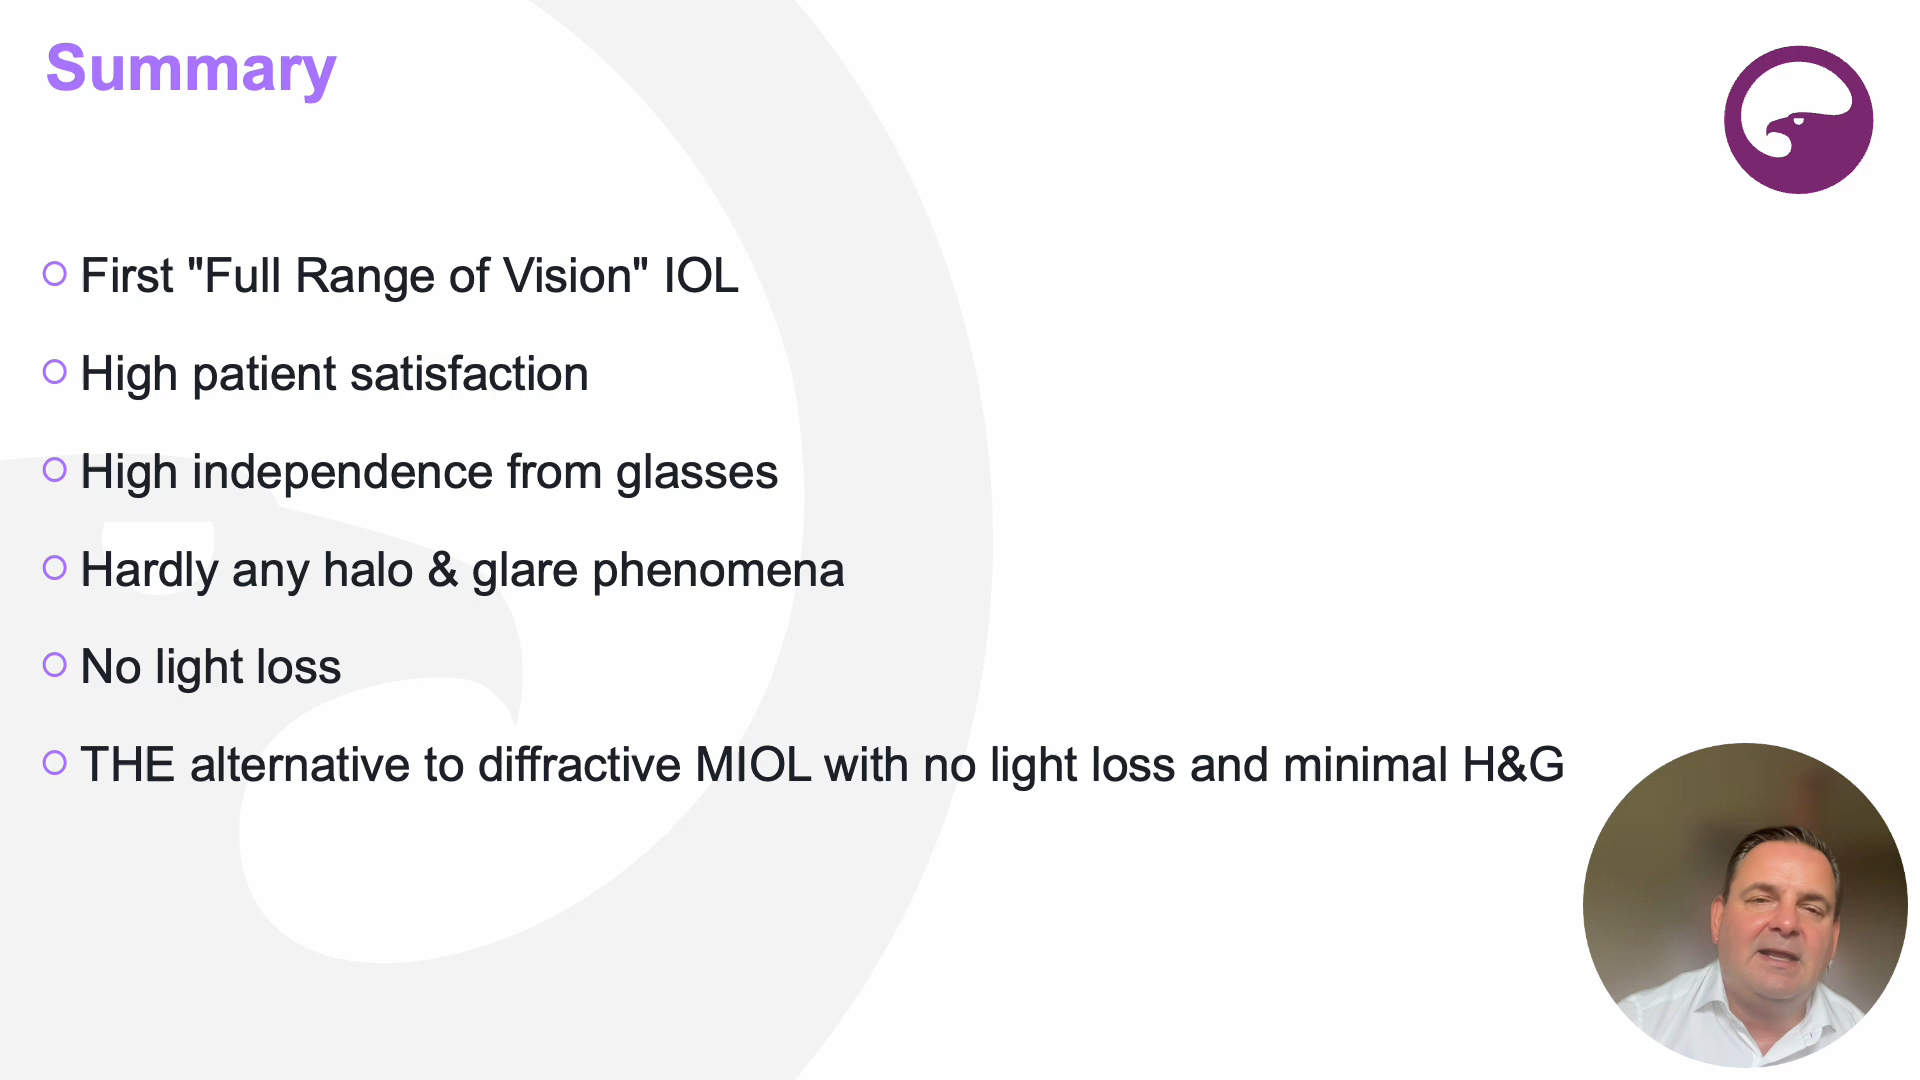 Summary
First "Full Range of Vision" IOL
High patient satisfaction
High independence from glasses
Hardly any halo & glare phenomena
No light loss
THE alternative to diffractive MIOL with no light loss and minimal H&G